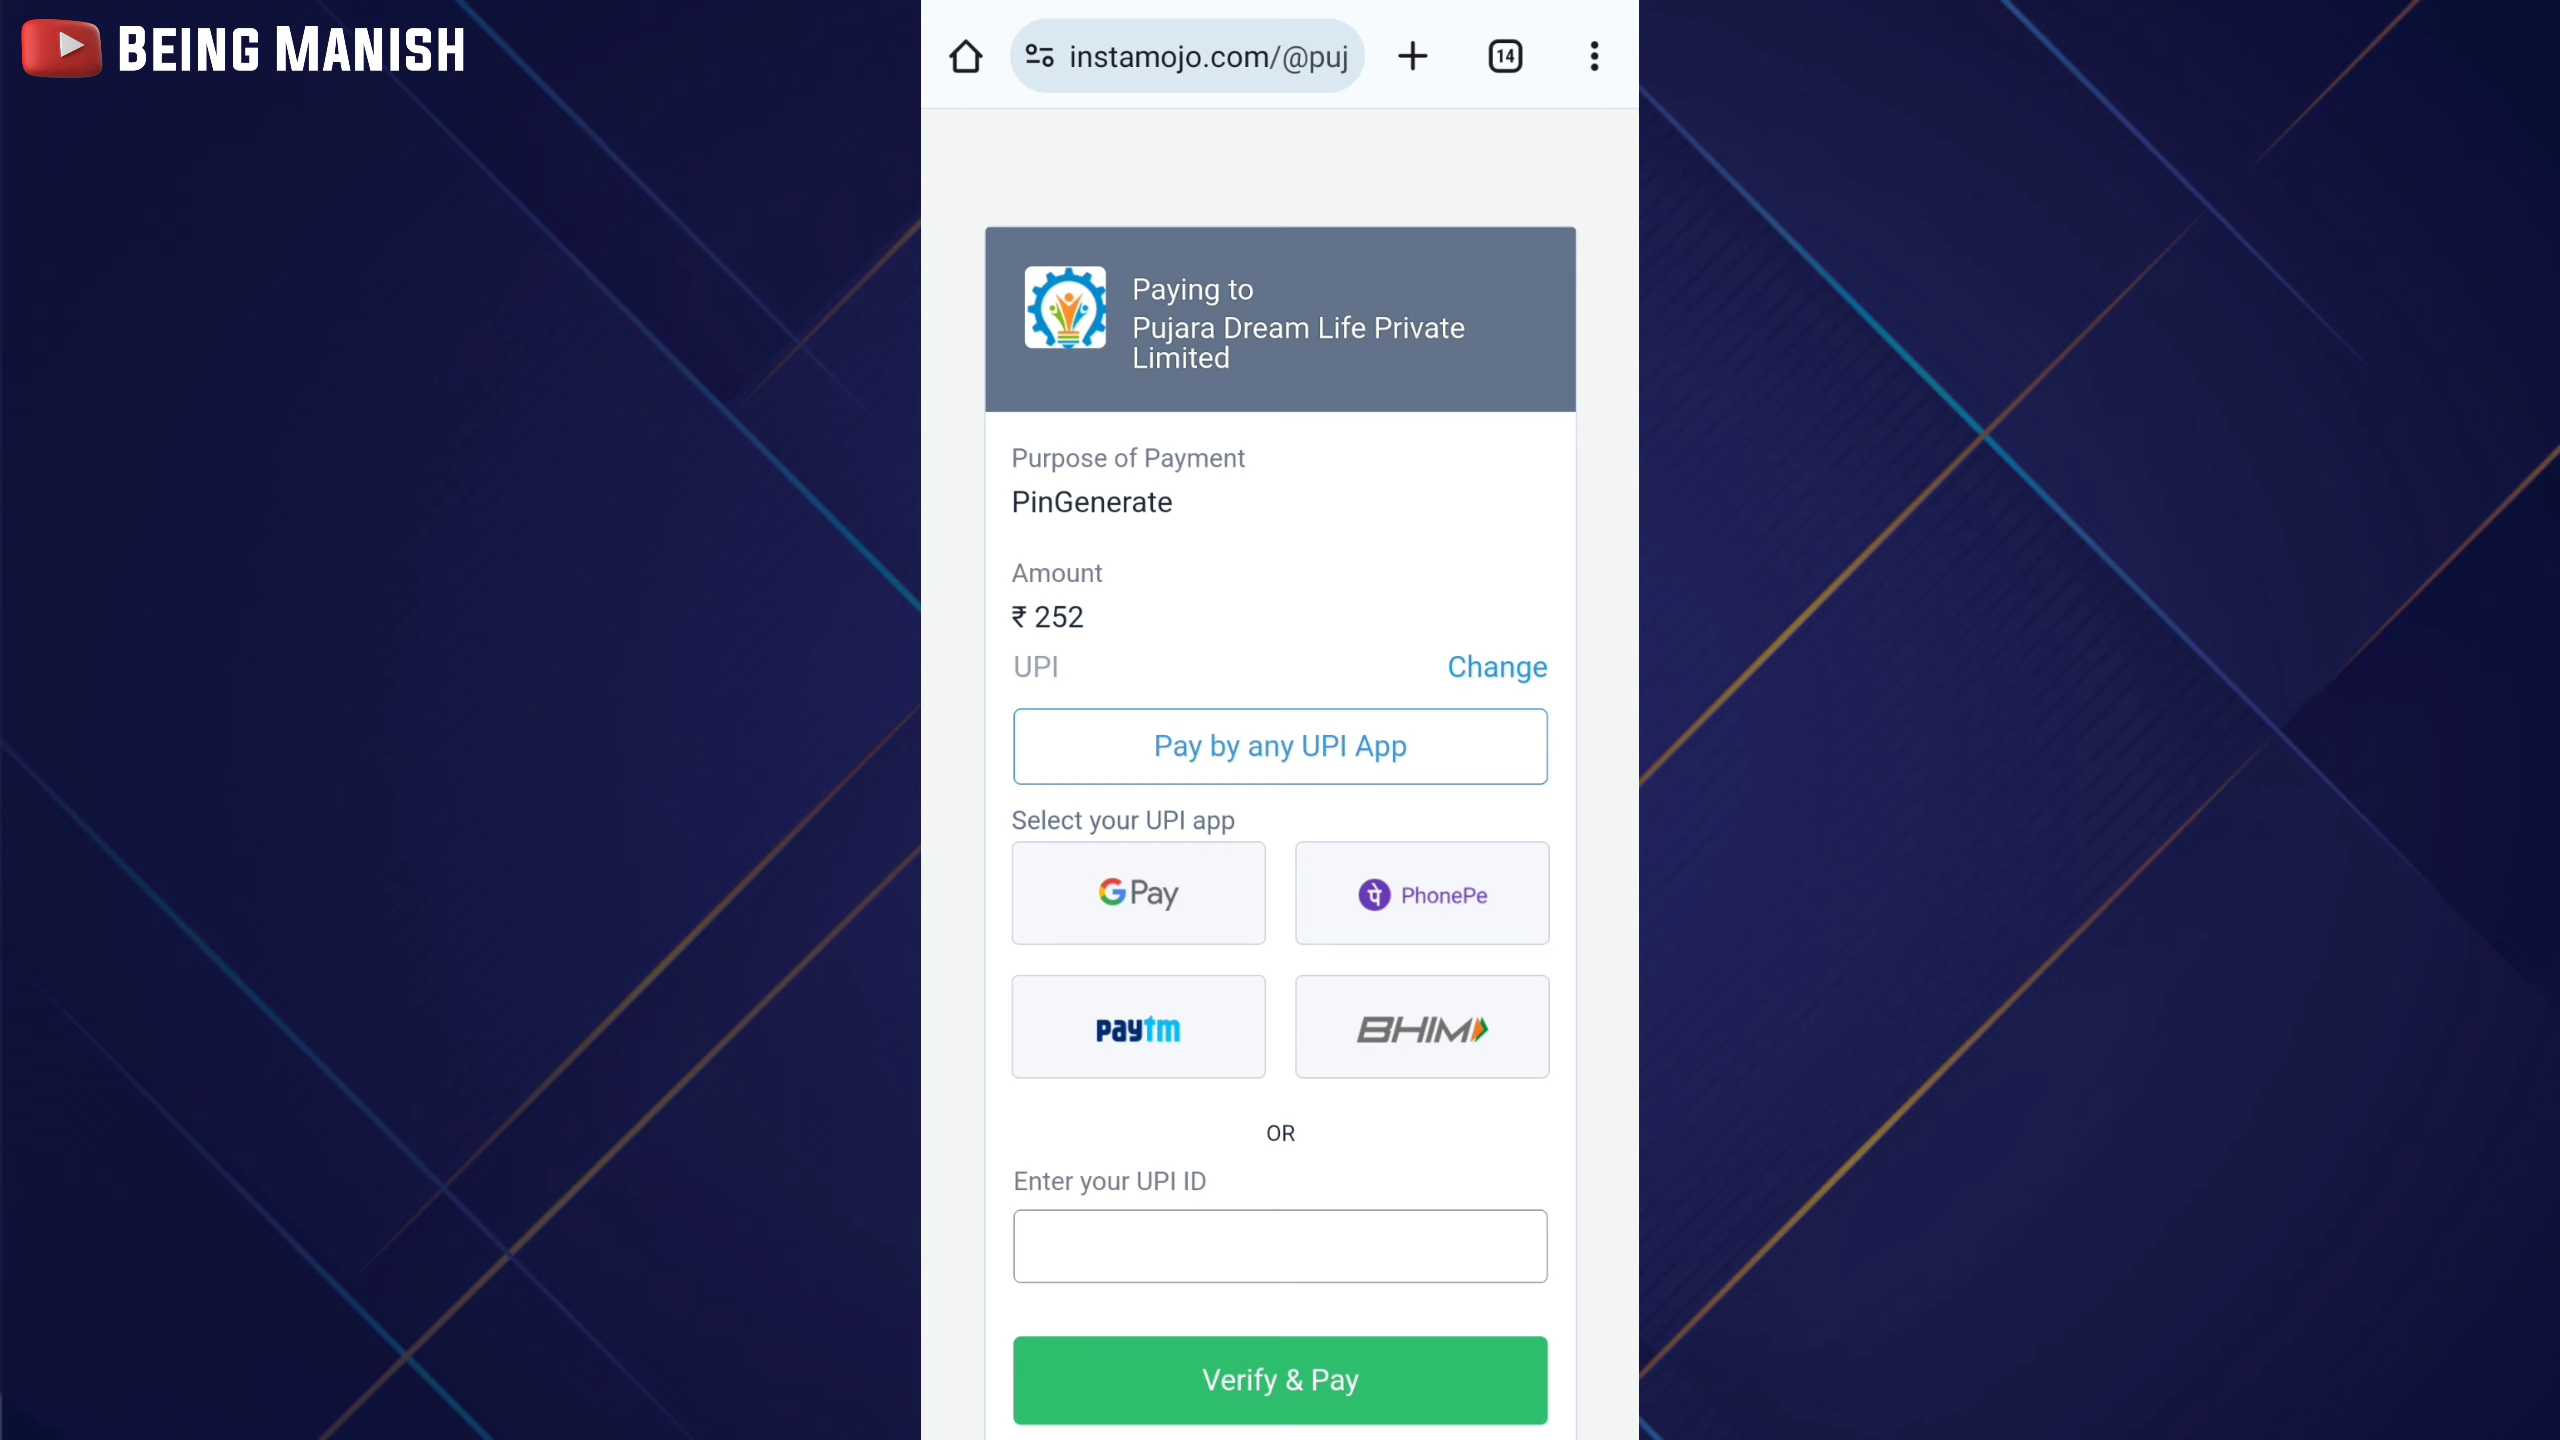 BEING MANISH
instamojo.com/@puj
14
Paying to
Pujara Dream Life Private
Limited
Purpose of Payment
PinGenerate
Amount
₹ 252
UPI
Change
Pay by any UPI App
Select your UPI app
G Pay
पे PhonePe
paytm
BHIM
OR
Enter your UPI ID
Verify & Pay